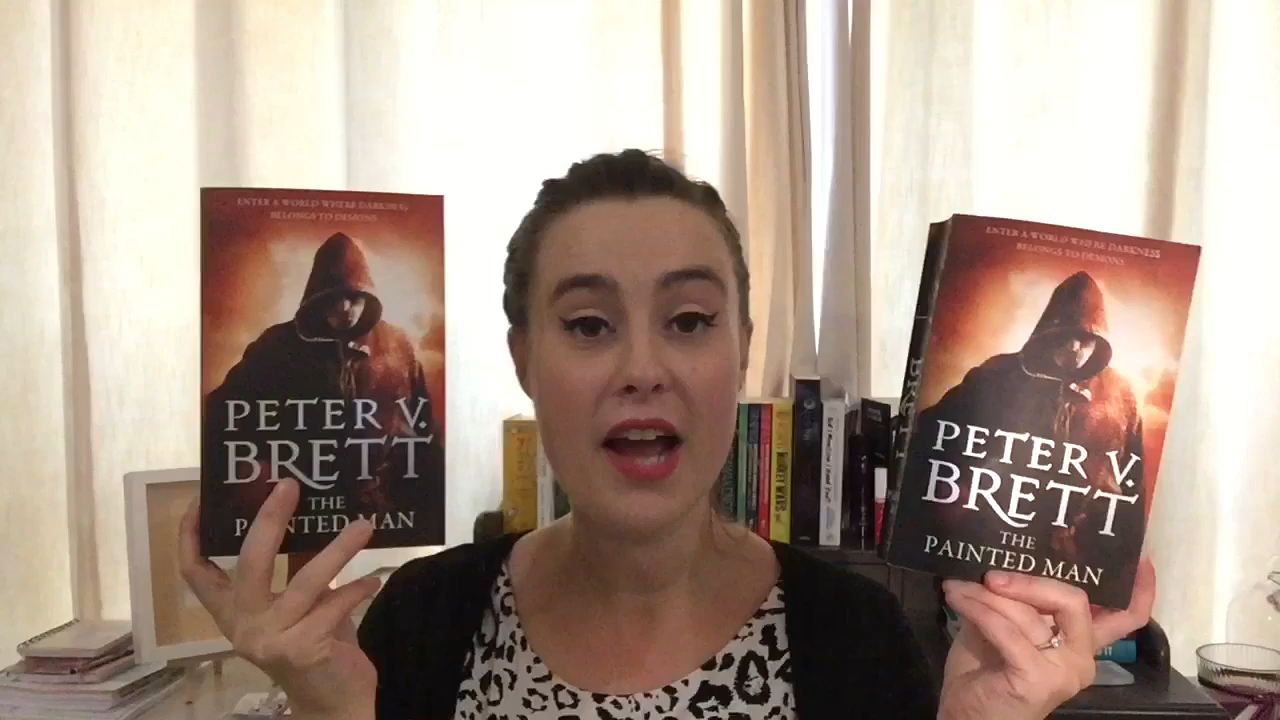 ENTER A WORLD WHERE DARKNESS
BELONGS TO DEMONS
PETER V.
BRETT
THE
PAINTED MAN
ENTER A WORLD WHERE DARKNESS
BELONGS TO DEMONS
PETER V.
BRETT
THE
PAINTED MAN
BRETT